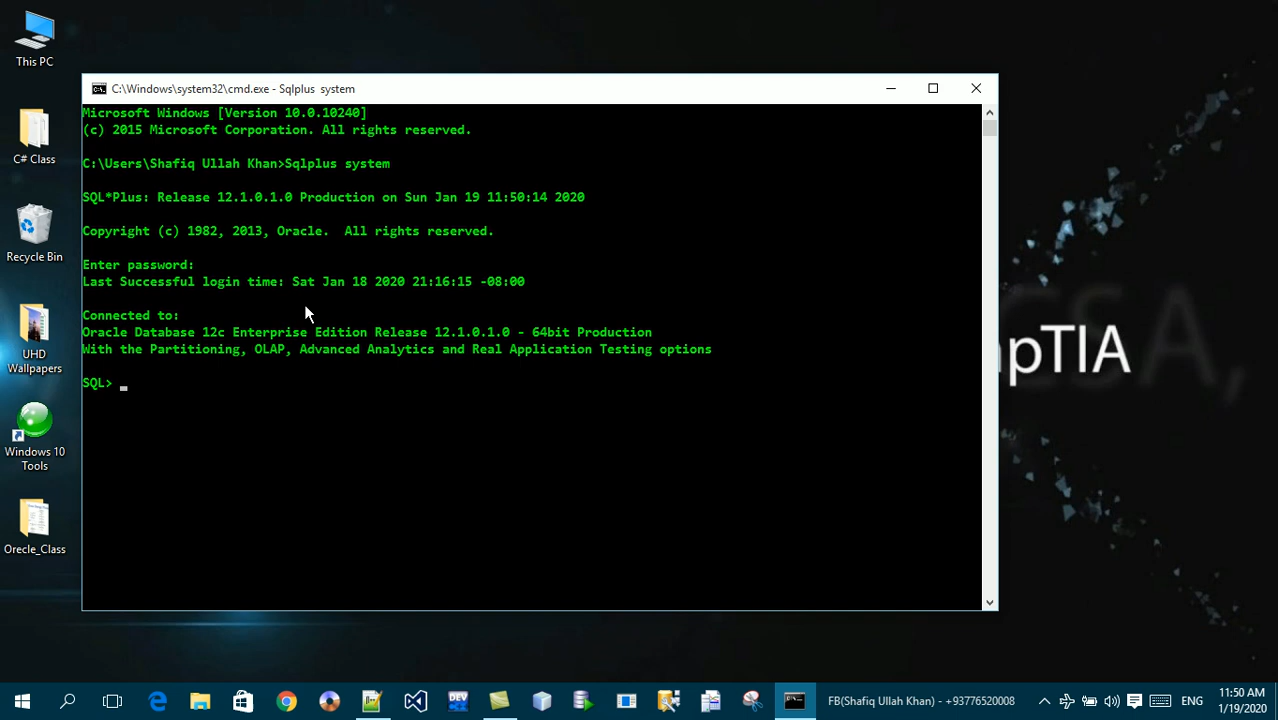 This PC
C# Class
Recycle Bin
UHD
Wallpapers
Windows 10
Tools
Orecle_Class
C:\Windows\system32\cmd.exe - Sqlplus system
Microsoft Windows [Version 10.0.10240]
(c) 2015 Microsoft Corporation. All rights reserved.
C:\Users\Shafiq Ullah Khan>Sqlplus system
SQL*Plus: Release 12.1.0.1.0 Production on Sun Jan 19 11:50:14 2020
Copyright (c) 1982, 2013, Oracle.  All rights reserved.
Enter password:
Last Successful login time: Sat Jan 18 2020 21:16:15 -08:00
Connected to:
Oracle Database 12c Enterprise Edition Release 12.1.0.1.0 - 64bit Production
With the Partitioning, OLAP, Advanced Analytics and Real Application Testing options
SQL>
pTIA
CSA,
DEV
FB(Shafiq Ullah Khan) - +93776520008
ENG
11:50 AM
1/19/2020